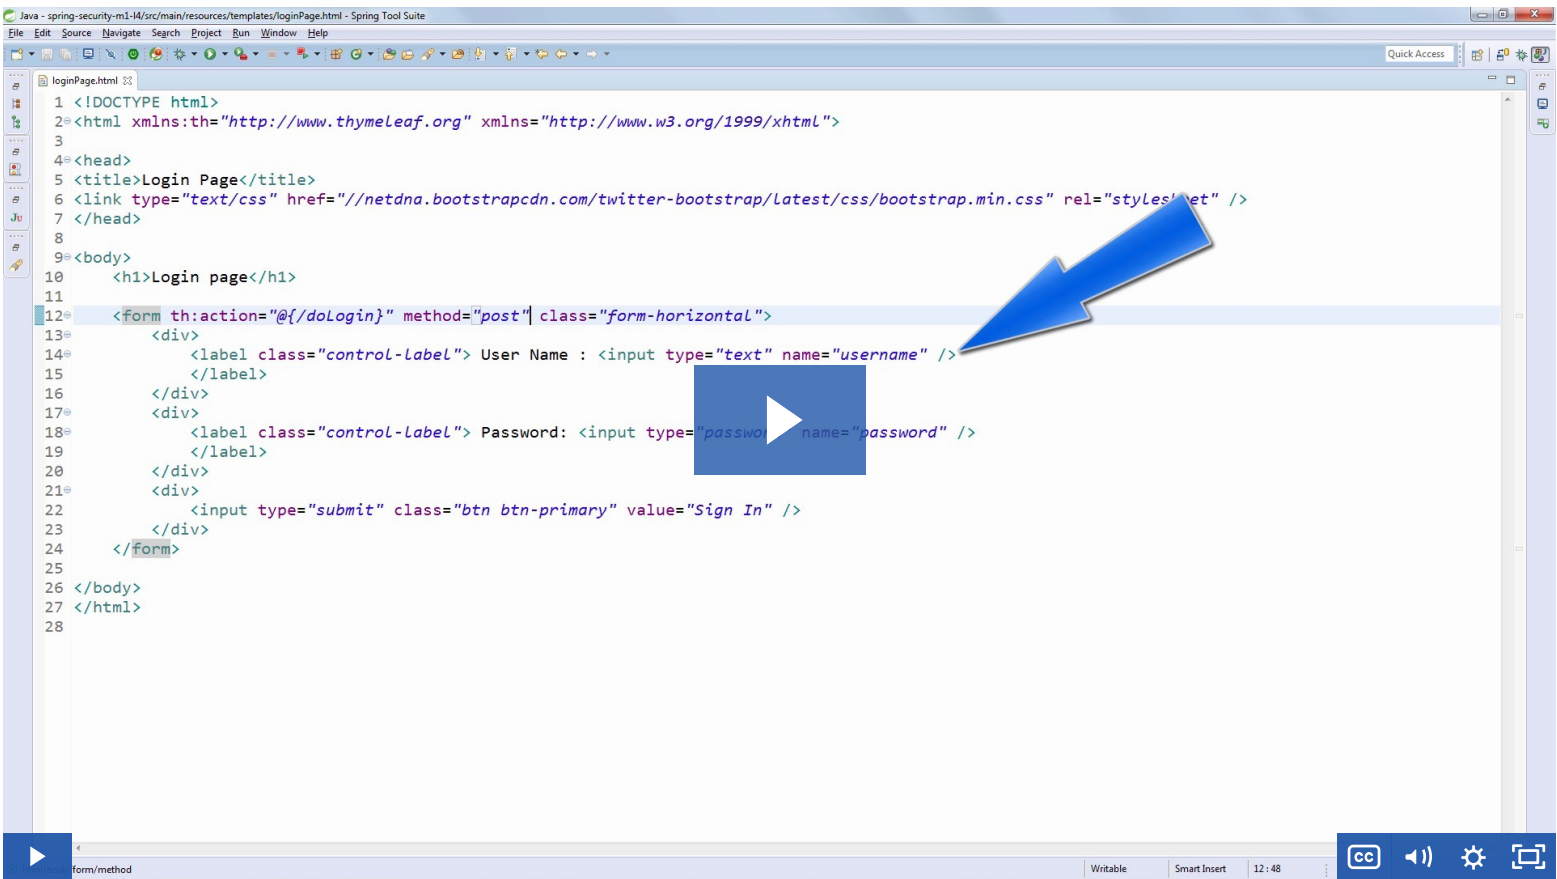 Java - spring-security-m1-l4/src/main/resources/templates/loginPage.html - Spring Tool Suite
File Edit Source Navigate Search Project Run Window Help
Quick Access
loginPage.html
1 <!DOCTYPE html>
2 <html xmlns:th="http://www.thymeleaf.org" xmlns="http://www.w3.org/1999/xhtml">
3
4 <head>
5 <title>Login Page</title>
6 <link type="text/css" href="//netdna.bootstrapcdn.com/twitter-bootstrap/latest/css/bootstrap.min.css" rel="stylesheet" />
7 </head>
8
9 <body>
10 <h1>Login page</h1>
11
12 <form th:action="@{/doLogin}" method="post" class="form-horizontal">
13 <div>
14 <label class="control-label"> User Name : <input type="text" name="username" />
15 </label>
16 </div>
17 <div>
18 <label class="control-label"> Password: <input type="password" name="password" />
19 </label>
20 </div>
21 <div>
22 <input type="submit" class="btn btn-primary" value="Sign In" />
23 </div>
24 </form>
25
26 </body>
27 </html>
28
Ju
form/method
Writable
Smart Insert
12 : 48
CC